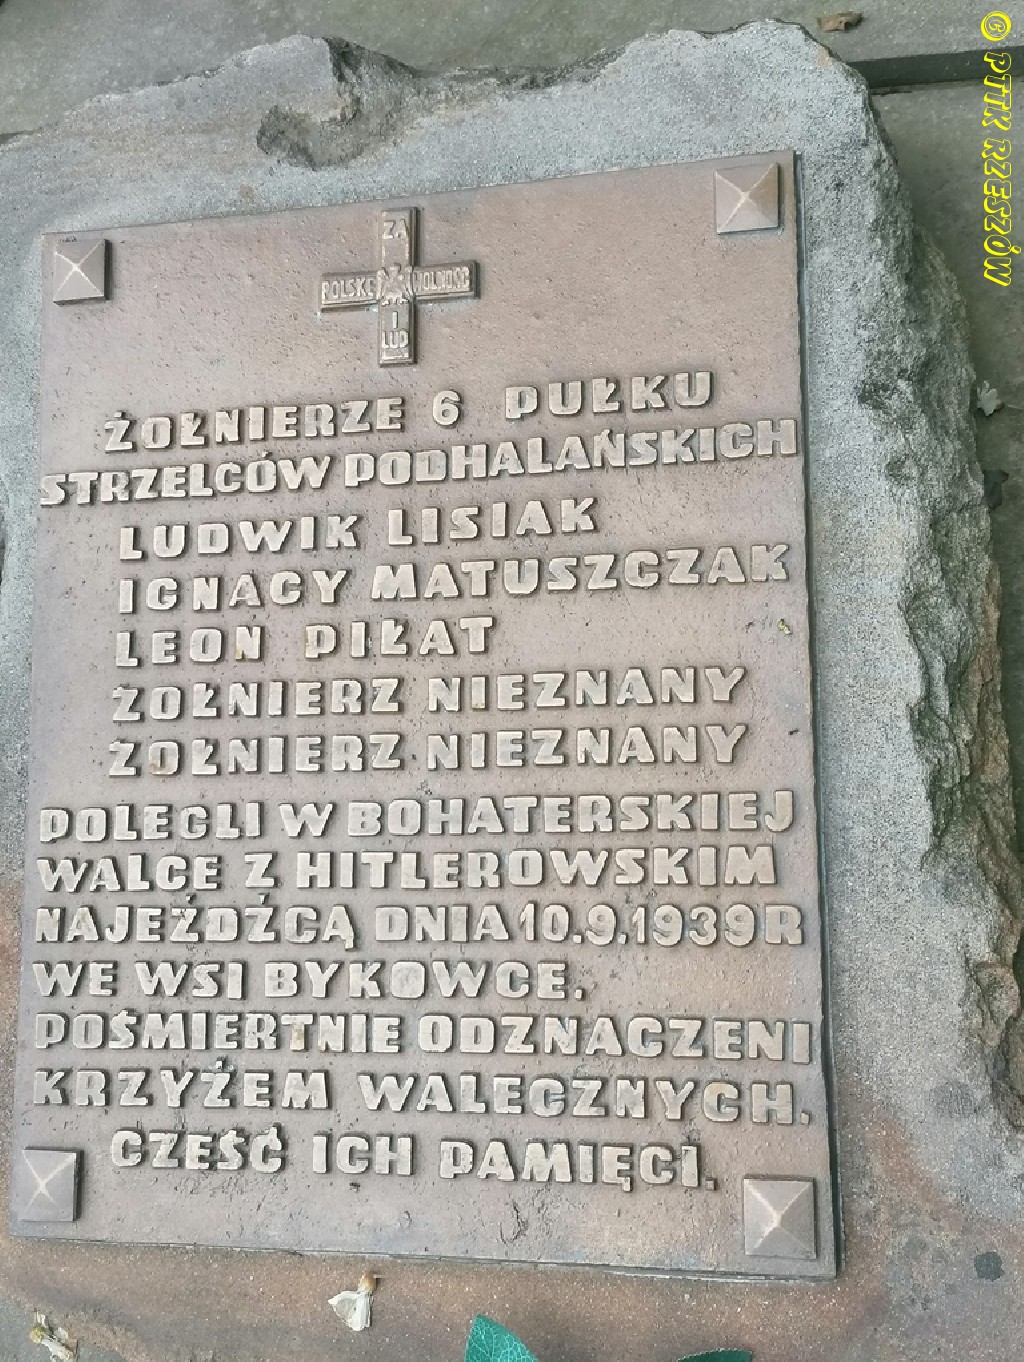 ZA
POLSKĘ WOLNOŚĆ
I
LUD
ŻOŁNIERZE 6 PUŁKU
STRZELCÓW PODHALAŃSKICH
LUDWIK LISIAK
IGNACY MATUSZCZAK
LEON PIŁAT
ŻOŁNIERZ NIEZNANY
ŻOŁNIERZ NIEZNANY
POLEGLI W BOHATERSKIEJ
WALCE Z HITLEROWSKIM
NAJEŹDŹCĄ DNIA 10.9.1939 R
WE WSI BYKOWCE.
POŚMIERTNIE ODZNACZENI
KRZYŻEM WALECZNYCH.
CZEŚĆ ICH PAMIĘCI.
© PTTK RZESZÓW